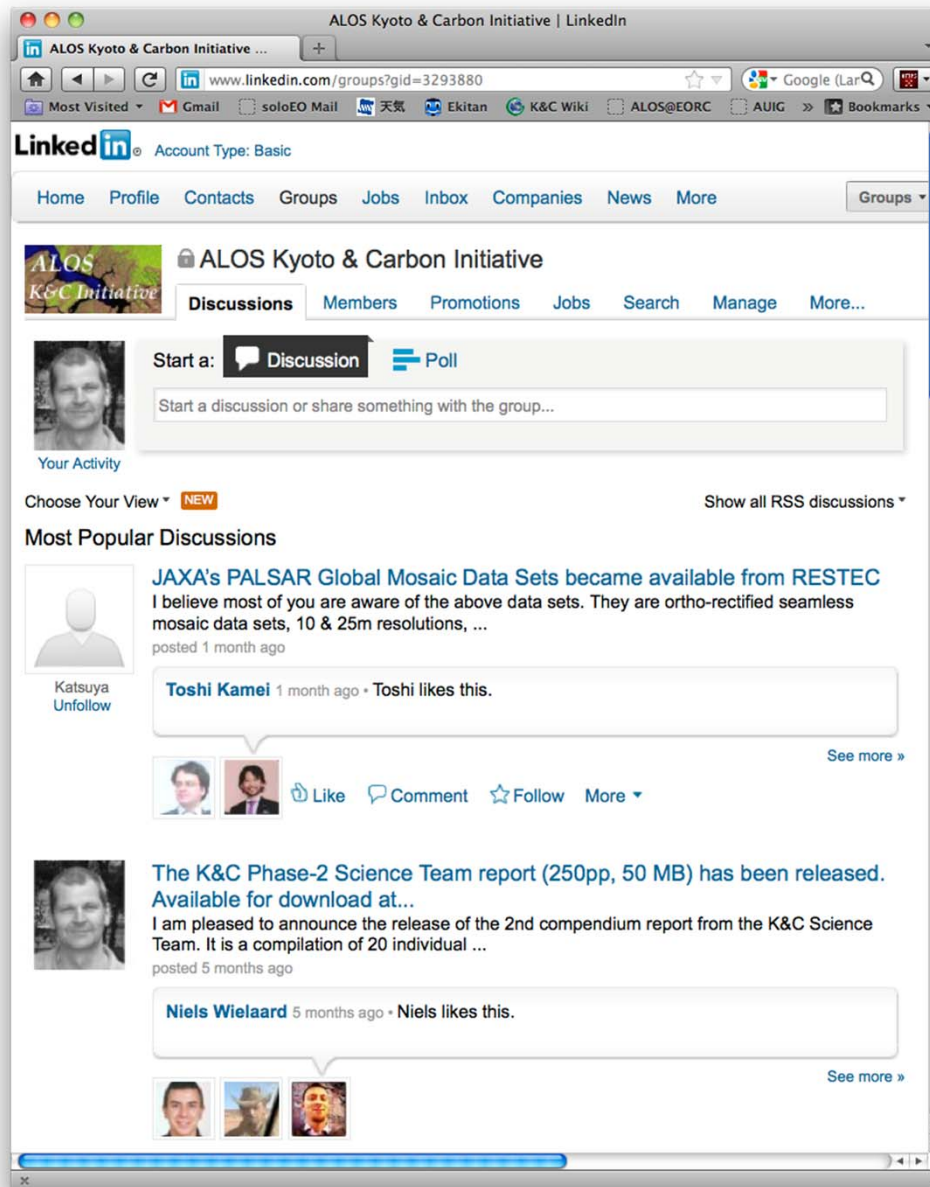 ALOS Kyoto & Carbon Initiative | LinkedIn
in ALOS Kyoto & Carbon Initiative ... +
in www.linkedin.com/groups?gid=3293880 Google (Lar
Most Visited Gmail soloEO Mail 天気 Ekitan K&C Wiki ALOS@EORC AUIG » Bookmarks
Linked in ® Account Type: Basic
Home Profile Contacts Groups Jobs Inbox Companies News More Groups
ALOS
K&C Initiative
ALOS Kyoto & Carbon Initiative
Discussions Members Promotions Jobs Search Manage More...
Start a: Discussion Poll
Start a discussion or share something with the group...
Your Activity
Choose Your View NEW Show all RSS discussions
Most Popular Discussions
JAXA's PALSAR Global Mosaic Data Sets became available from RESTEC
I believe most of you are aware of the above data sets. They are ortho-rectified seamless
mosaic data sets, 10 & 25m resolutions, ...
posted 1 month ago
Katsuya
Unfollow
Toshi Kamei 1 month ago • Toshi likes this.
See more »
Like Comment Follow More
The K&C Phase-2 Science Team report (250pp, 50 MB) has been released.
Available for download at...
I am pleased to announce the release of the 2nd compendium report from the K&C Science
Team. It is a compilation of 20 individual ...
posted 5 months ago
Niels Wielaard 5 months ago • Niels likes this.
See more »